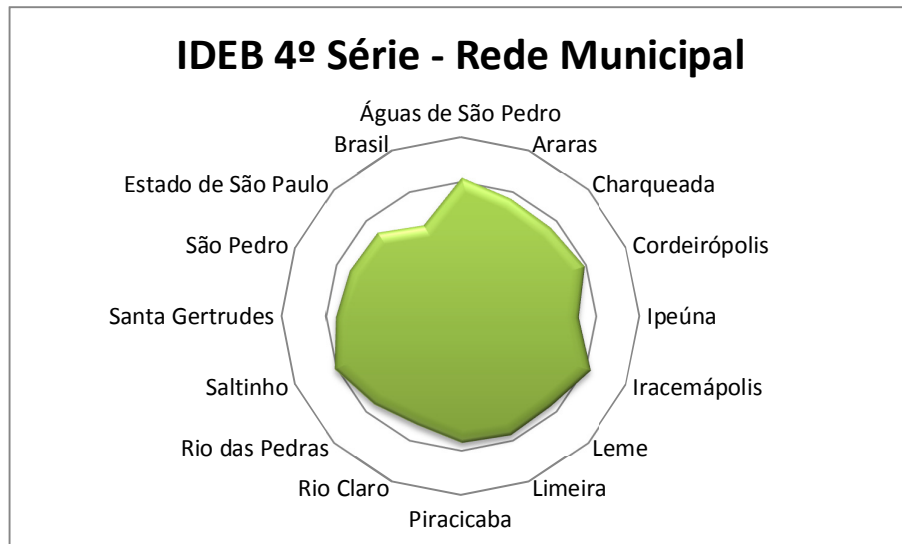 IDEB 4º Série - Rede Municipal
Águas de São Pedro
Brasil
Araras
Estado de São Paulo
Charqueada
São Pedro
Cordeirópolis
Santa Gertrudes
Ipeúna
Saltinho
Iracemápolis
Rio das Pedras
Leme
Rio Claro
Limeira
Piracicaba